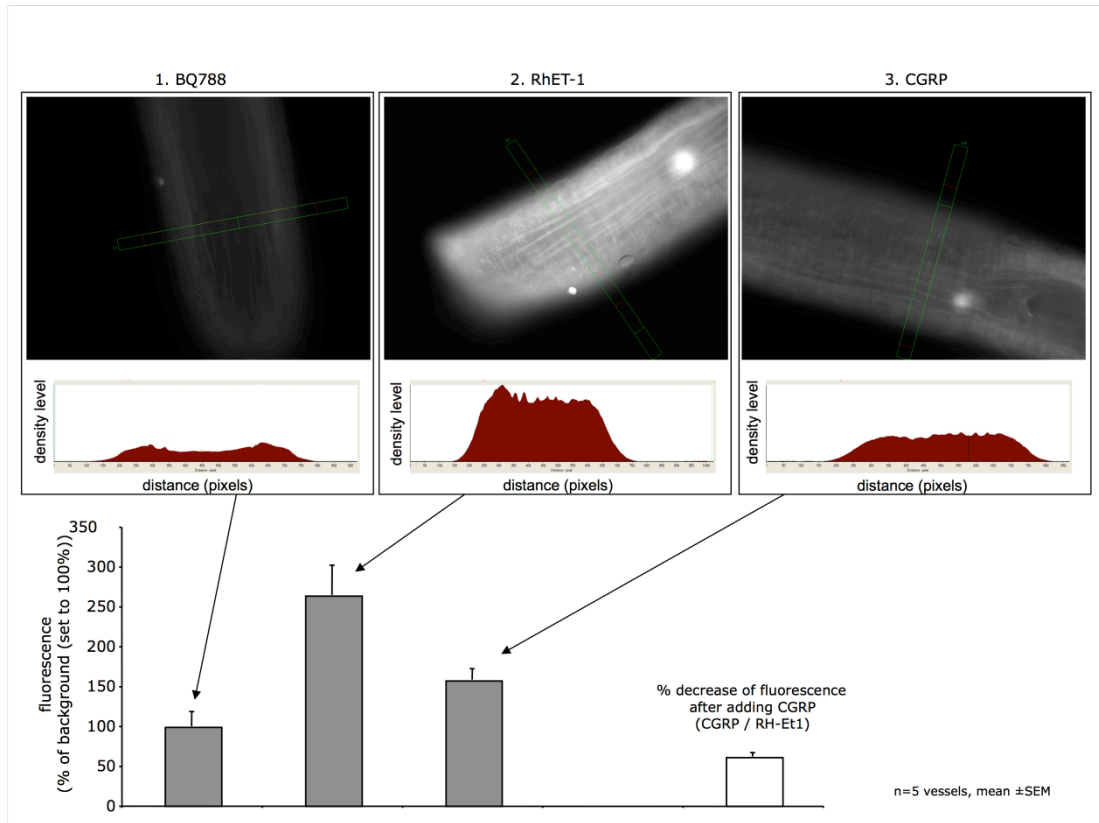 1. BQ788
2. RhET-1
3. CGRP
density level
distance (pixels)
density level
distance (pixels)
density level
distance (pixels)
fluorescence
(% of background (set to 100%))
350
300
250
200
150
100
50
0
% decrease of fluorescence
after adding CGRP
(CGRP / RH-Et1)
n=5 vessels, mean ±SEM